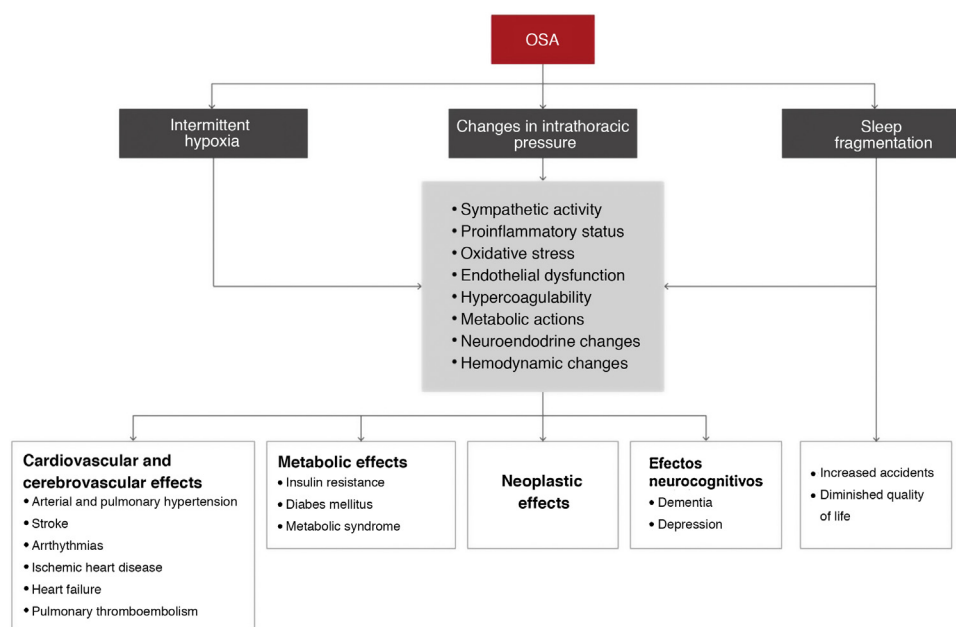 OSA
Intermittent
hypoxia
Changes in intrathoracic
pressure
Sleep
fragmentation
• Sympathetic activity
• Proinflammatory status
• Oxidative stress
• Endothelial dysfunction
• Hypercoagulability
• Metabolic actions
• Neuroendodrine changes
• Hemodynamic changes
Cardiovascular and
cerebrovascular effects
• Arterial and pulmonary hypertension
• Stroke
• Arrthythmias
• Ischemic heart disease
• Heart failure
• Pulmonary thromboembolism
Metabolic effects
• Insulin resistance
• Diabes mellitus
• Metabolic syndrome
Neoplastic
effects
Efectos
neurocognitivos
• Dementia
• Depression
• Increased accidents
• Diminished quality
of life